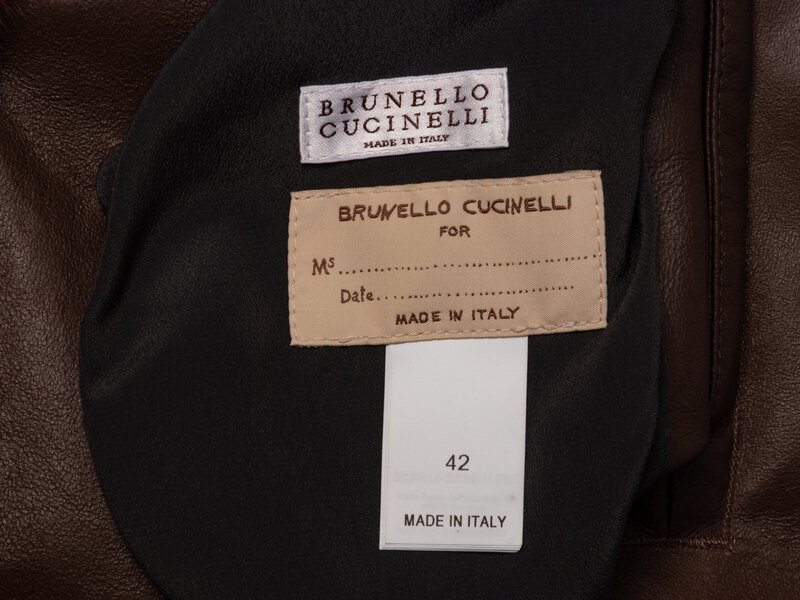 BRUNELLO
CUCINELLI
MADE IN ITALY
BRUNELLO CUCINELLI
FOR
Ms..............................
Date..............................
MADE IN ITALY
42
MADE IN ITALY